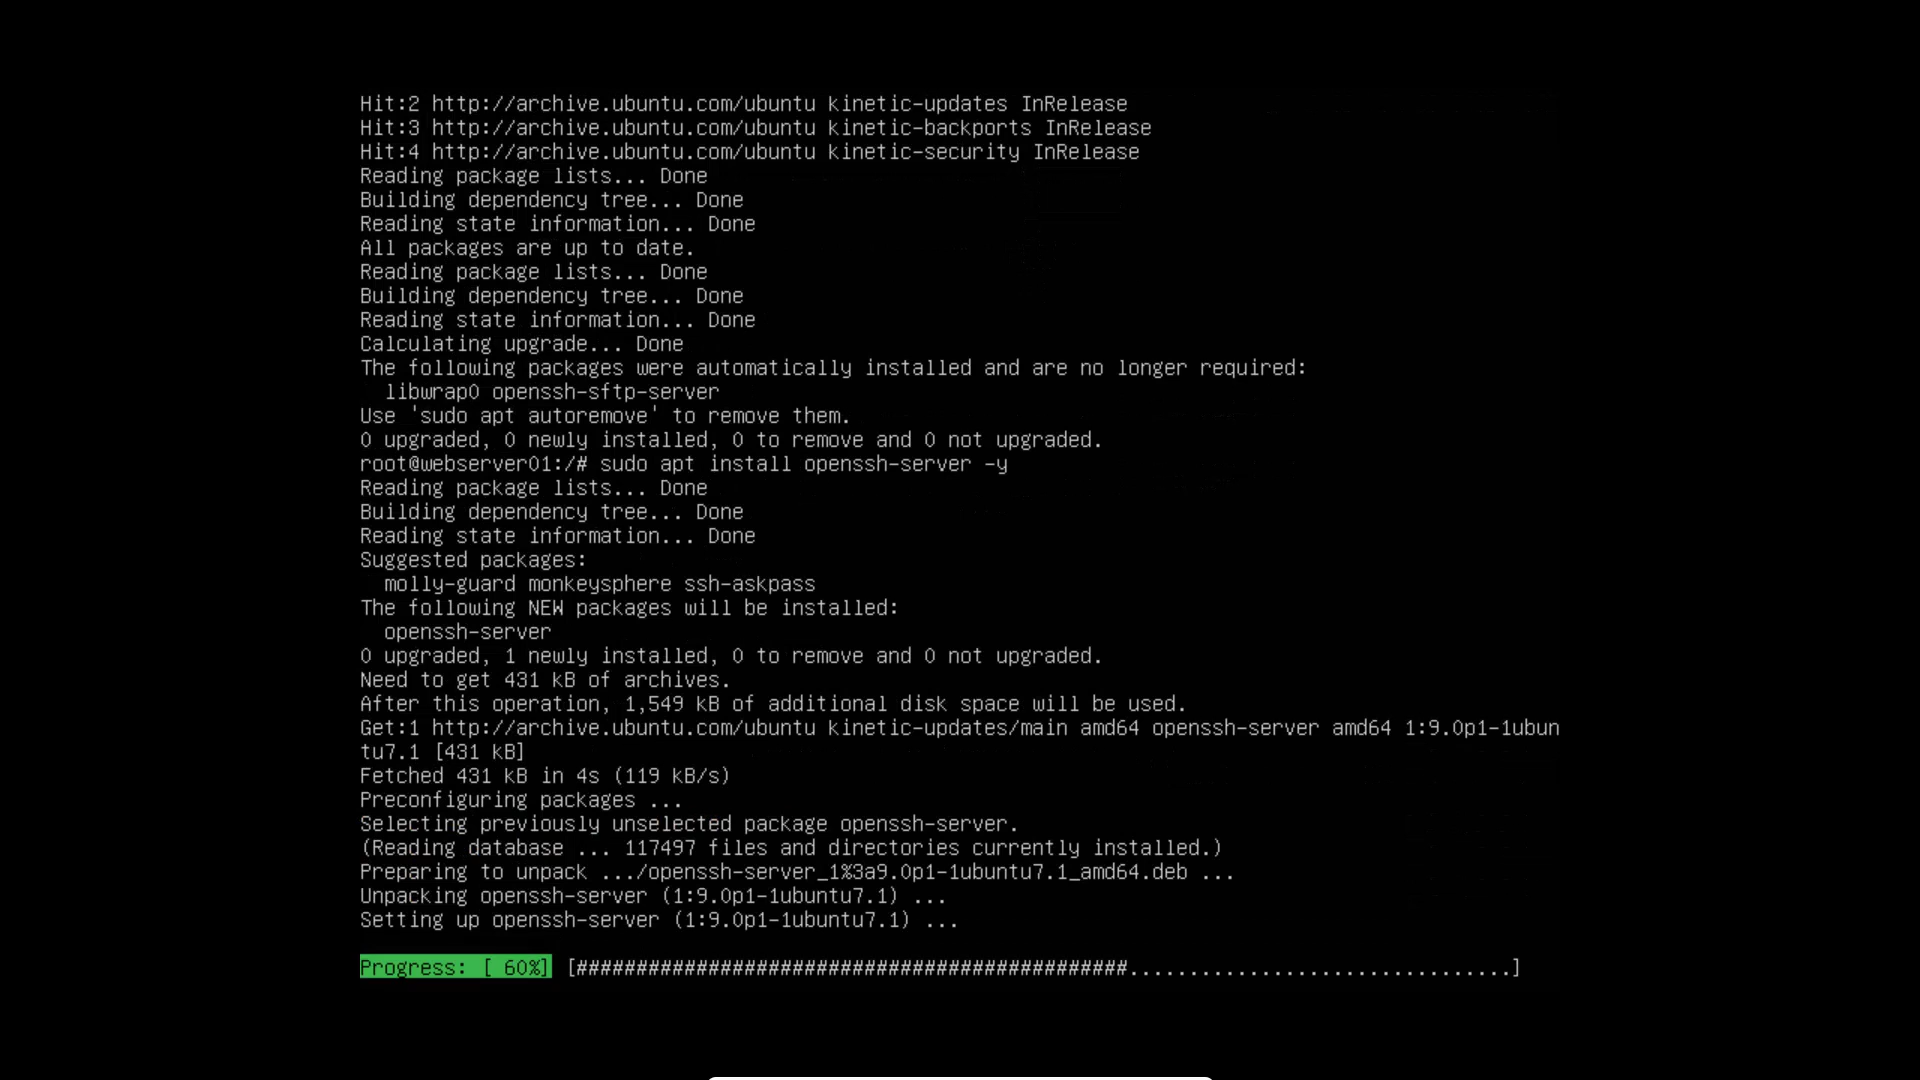 Hit:2 http://archive.ubuntu.com/ubuntu kinetic-updates InRelease
Hit:3 http://archive.ubuntu.com/ubuntu kinetic-backports InRelease
Hit:4 http://archive.ubuntu.com/ubuntu kinetic-security InRelease
Reading package lists... Done
Building dependency tree... Done
Reading state information... Done
All packages are up to date.
Reading package lists... Done
Building dependency tree... Done
Reading state information... Done
Calculating upgrade... Done
The following packages were automatically installed and are no longer required:
  libwrap0 openssh-sftp-server
Use 'sudo apt autoremove' to remove them.
0 upgraded, 0 newly installed, 0 to remove and 0 not upgraded.
root@webserver01:/# sudo apt install openssh-server -y
Reading package lists... Done
Building dependency tree... Done
Reading state information... Done
Suggested packages:
  molly-guard monkeysphere ssh-askpass
The following NEW packages will be installed:
  openssh-server
0 upgraded, 1 newly installed, 0 to remove and 0 not upgraded.
Need to get 431 kB of archives.
After this operation, 1,549 kB of additional disk space will be used.
Get:1 http://archive.ubuntu.com/ubuntu kinetic-updates/main amd64 openssh-server amd64 1:9.0p1-1ubun
tu7.1 [431 kB]
Fetched 431 kB in 4s (119 kB/s)
Preconfiguring packages ...
Selecting previously unselected package openssh-server.
(Reading database ... 117497 files and directories currently installed.)
Preparing to unpack .../openssh-server_1%3a9.0p1-1ubuntu7.1_amd64.deb ...
Unpacking openssh-server (1:9.0p1-1ubuntu7.1) ...
Setting up openssh-server (1:9.0p1-1ubuntu7.1) ...
Progress: [ 60%] [##############################################................................]